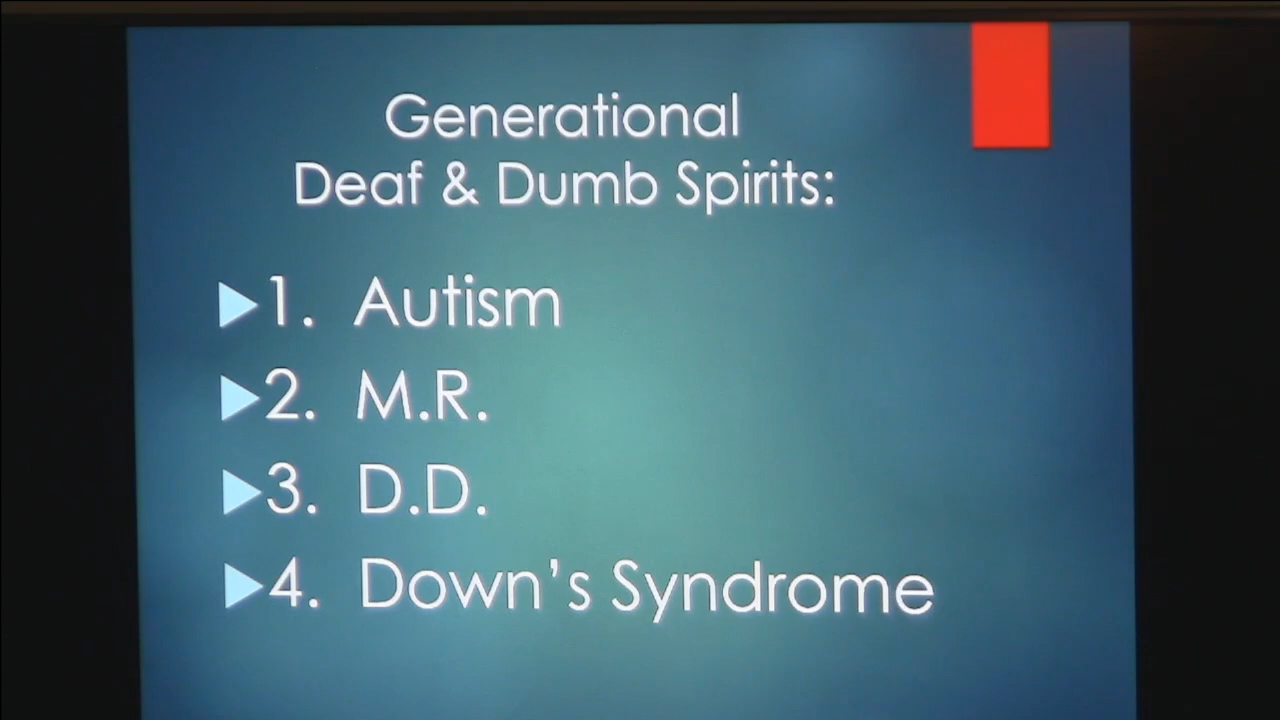 Generational
Deaf & Dumb Spirits:
1. Autism
2. M.R.
3. D.D.
4. Down's Syndrome